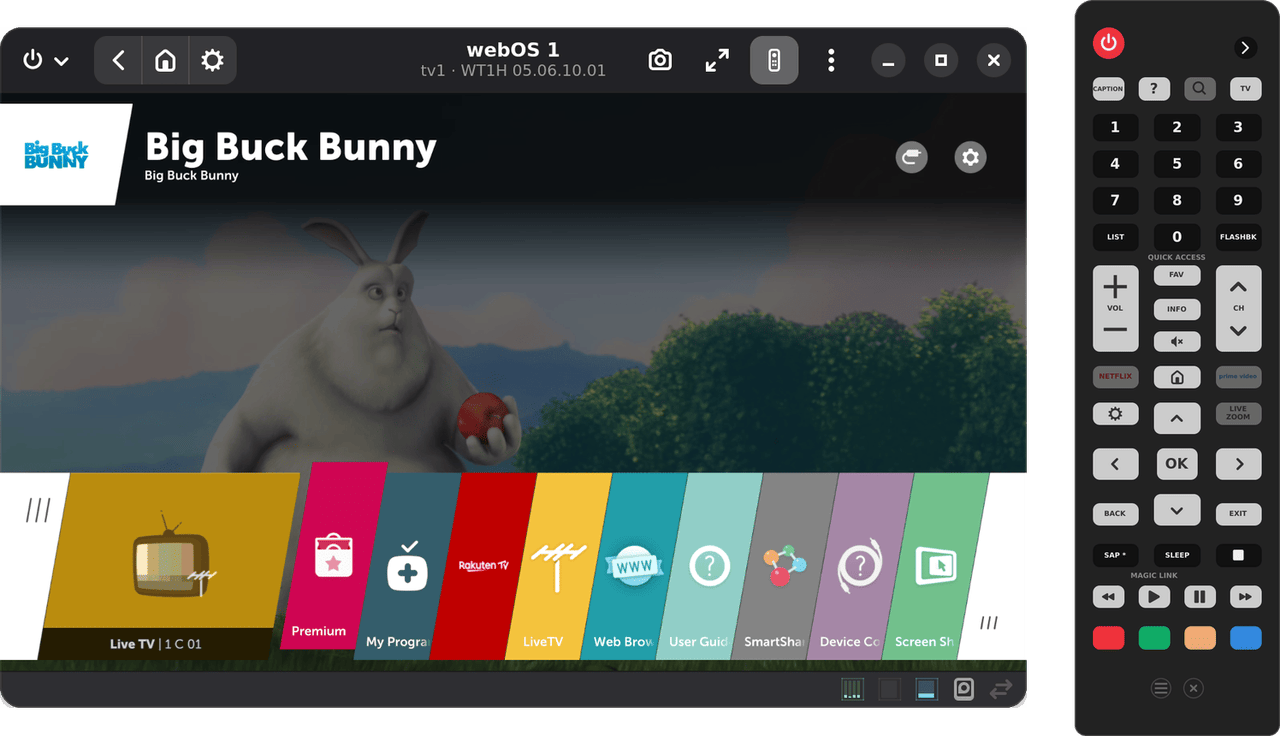 webOS 1
tv1 · WT1H 05.06.10.01
Big Buck
BUNNY
Big Buck Bunny
Big Buck Bunny
Live TV | 1 C 01
Premium
My Progra
Rakuten TV
LiveTV
WWW
Web Brow
?
User Guid
SmartSha
?
Device Co
Screen Sh
CAPTION ? TV
1 2 3
4 5 6
7 8 9
LIST 0 FLASHBK
QUICK ACCESS
VOL
FAV
INFO
CH
NETFLIX prime video
LIVE
ZOOM
OK
BACK EXIT
SAP * SLEEP
MAGIC LINK